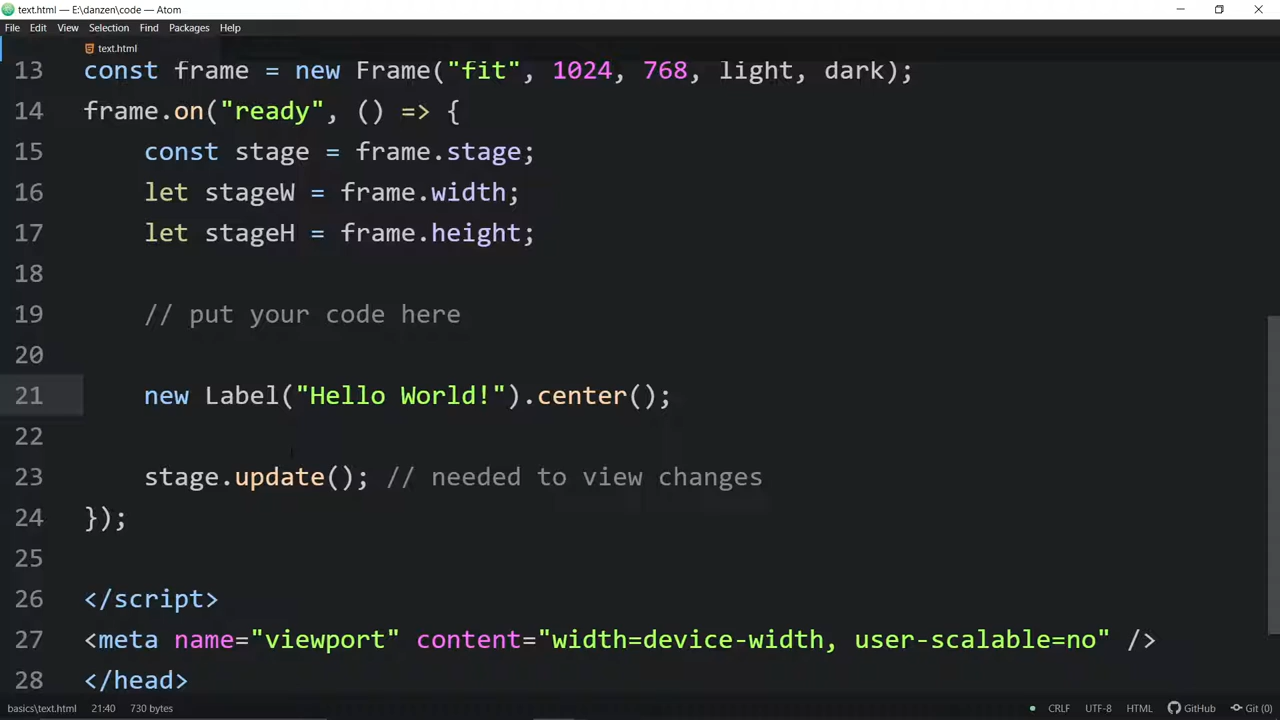 text.html — E:\danzen\code — Atom
File Edit View Selection Find Packages Help
text.html
13 const frame = new Frame("fit", 1024, 768, light, dark);
14 frame.on("ready", () => {
15 const stage = frame.stage;
16 let stageW = frame.width;
17 let stageH = frame.height;
18
19 // put your code here
20
21 new Label("Hello World!").center();
22
23 stage.update(); // needed to view changes
24 });
25
26 </script>
27 <meta name="viewport" content="width=device-width, user-scalable=no" />
28 </head>
basics\text.html 21:40 730 bytes CRLF UTF-8 HTML GitHub Git (0)